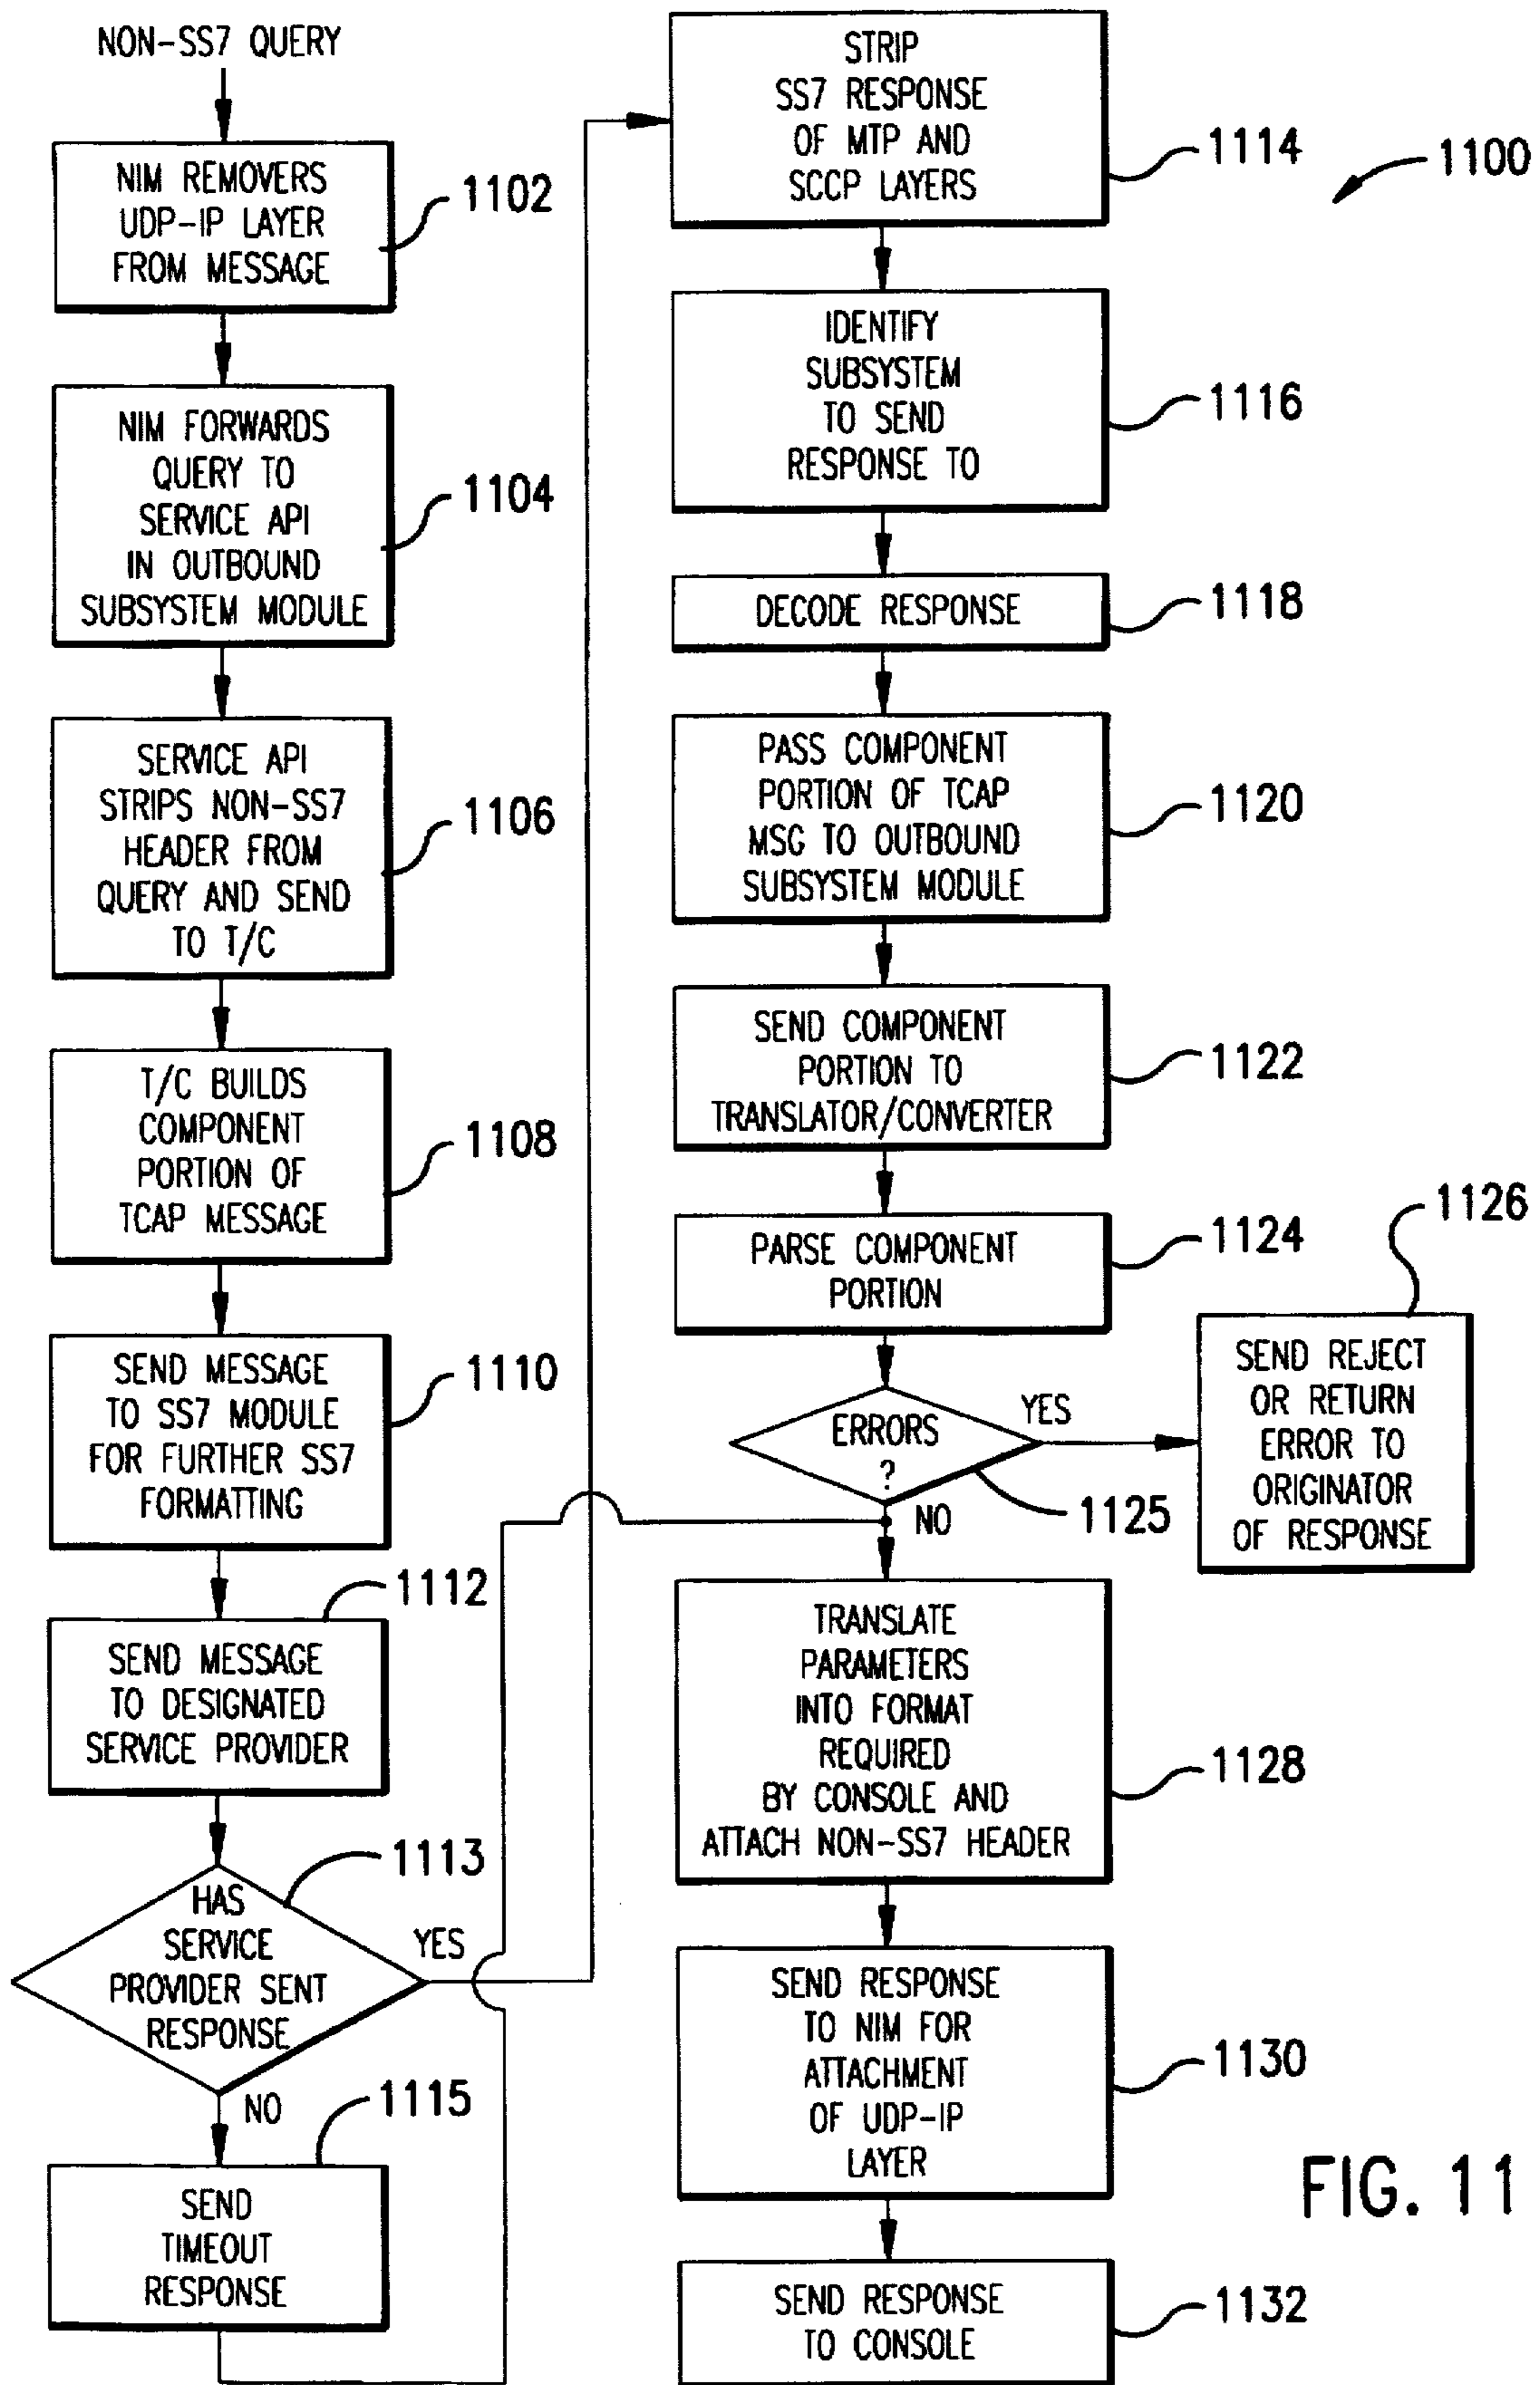 NON-SS7 QUERY
NIM REMOVERS
UDP-IP LAYER
FROM MESSAGE
1102
NIM FORWARDS
QUERY TO
SERVICE API
IN OUTBOUND
SUBSYSTEM MODULE
1104
SERVICE API
STRIPS NON-SS7
HEADER FROM
QUERY AND SEND
TO T/C
1106
T/C BUILDS
COMPONENT
PORTION OF
TCAP MESSAGE
1108
SEND MESSAGE
TO SS7 MODULE
FOR FURTHER SS7
FORMATTING
1110
1112
SEND MESSAGE
TO DESIGNATED
SERVICE PROVIDER
1113
HAS
SERVICE
PROVIDER SENT
RESPONSE
YES
NO
1115
SEND
TIMEOUT
RESPONSE
STRIP
SS7 RESPONSE
OF MTP AND
SCCP LAYERS
1114
1100
IDENTIFY
SUBSYSTEM
TO SEND
RESPONSE TO
1116
DECODE RESPONSE
1118
PASS COMPONENT
PORTION OF TCAP
MSG TO OUTBOUND
SUBSYSTEM MODULE
1120
SEND COMPONENT
PORTION TO
TRANSLATOR/CONVERTER
1122
PARSE COMPONENT
PORTION
1124
ERRORS
?
YES
NO
1125
1126
SEND REJECT
OR RETURN
ERROR TO
ORIGINATOR
OF RESPONSE
TRANSLATE
PARAMETERS
INTO FORMAT
REQUIRED
BY CONSOLE AND
ATTACH NON-SS7 HEADER
1128
SEND RESPONSE
TO NIM FOR
ATTACHMENT
OF UDP-IP
LAYER
1130
SEND RESPONSE
TO CONSOLE
1132
FIG. 11